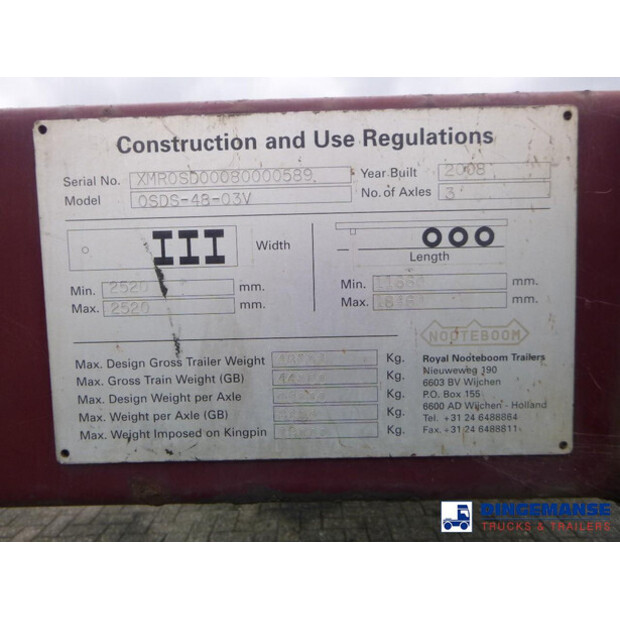 Construction and Use Regulations
Serial No. XMR0SD00080000589 Year Built 2008
Model OSDS-48-03V No. of Axles 3
Width
Length
Min. 2520 mm. Min. mm.
Max. 2520 mm. Max. mm.
NOOTEBOOM
Max. Design Gross Trailer Weight Kg.
Max. Gross Train Weight (GB) Kg.
Max. Design Weight per Axle Kg.
Max. Weight per Axle (GB) Kg.
Max. Weight Imposed on Kingpin Kg.
Royal Nooteboom Trailers
Nieuweweg 190
6603 BV Wijchen
P.O. Box 155
6600 AD Wijchen - Holland
Tel. +31 24 6488864
Fax. +31 24 6488811
DINGEMANSE
TRUCKS & TRAILERS